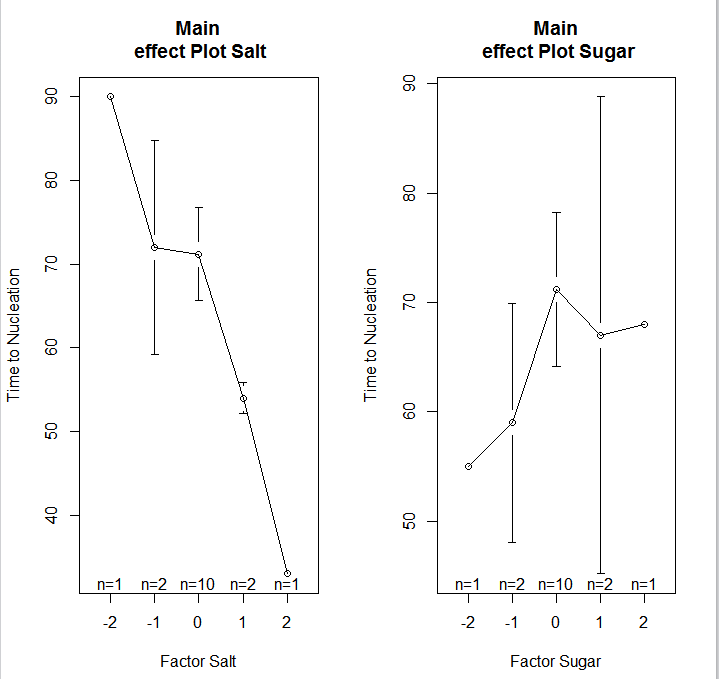 Main
effect Plot Salt
Time to Nucleation
90
80
70
60
50
40
n=1 n=2 n=10 n=2 n=1
-2 -1 0 1 2
Factor Salt
Main
effect Plot Sugar
Time to Nucleation
90
80
70
60
50
n=1 n=2 n=10 n=2 n=1
-2 -1 0 1 2
Factor Sugar